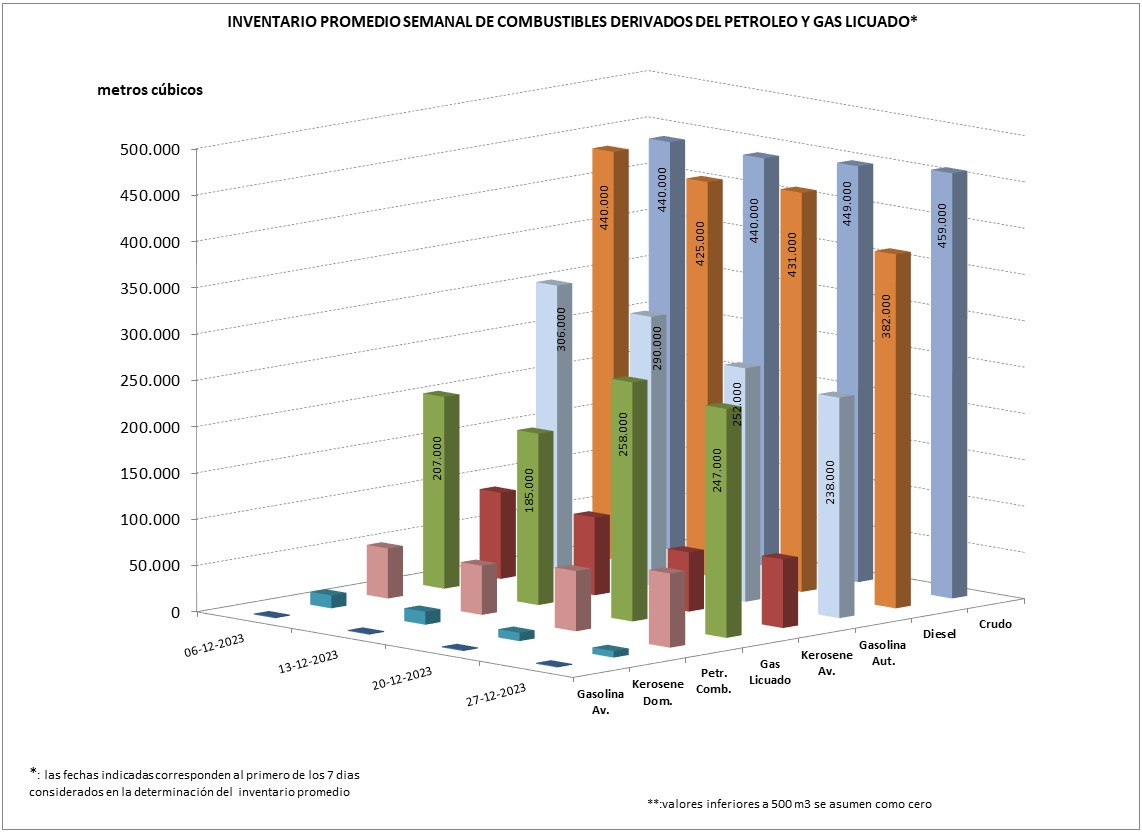 INVENTARIO PROMEDIO SEMANAL DE COMBUSTIBLES DERIVADOS DEL PETROLEO Y GAS LICUADO*
metros cúbicos
500.000
450.000
400.000
350.000
300.000
250.000
200.000
150.000
100.000
50.000
0
207.000
185.000
258.000
247.000
306.000
290.000
252.000
238.000
440.000
425.000
431.000
382.000
440.000
440.000
449.000
459.000
06-12-2023
13-12-2023
20-12-2023
27-12-2023
Gasolina
Av.
Kerosene
Dom.
Petr.
Comb.
Gas
Licuado
Kerosene
Av.
Gasolina
Aut.
Diesel
Crudo
*: las fechas indicadas corresponden al primero de los 7 dias
considerados en la determinación del inventario promedio
**:valores inferiores a 500 m3 se asumen como cero